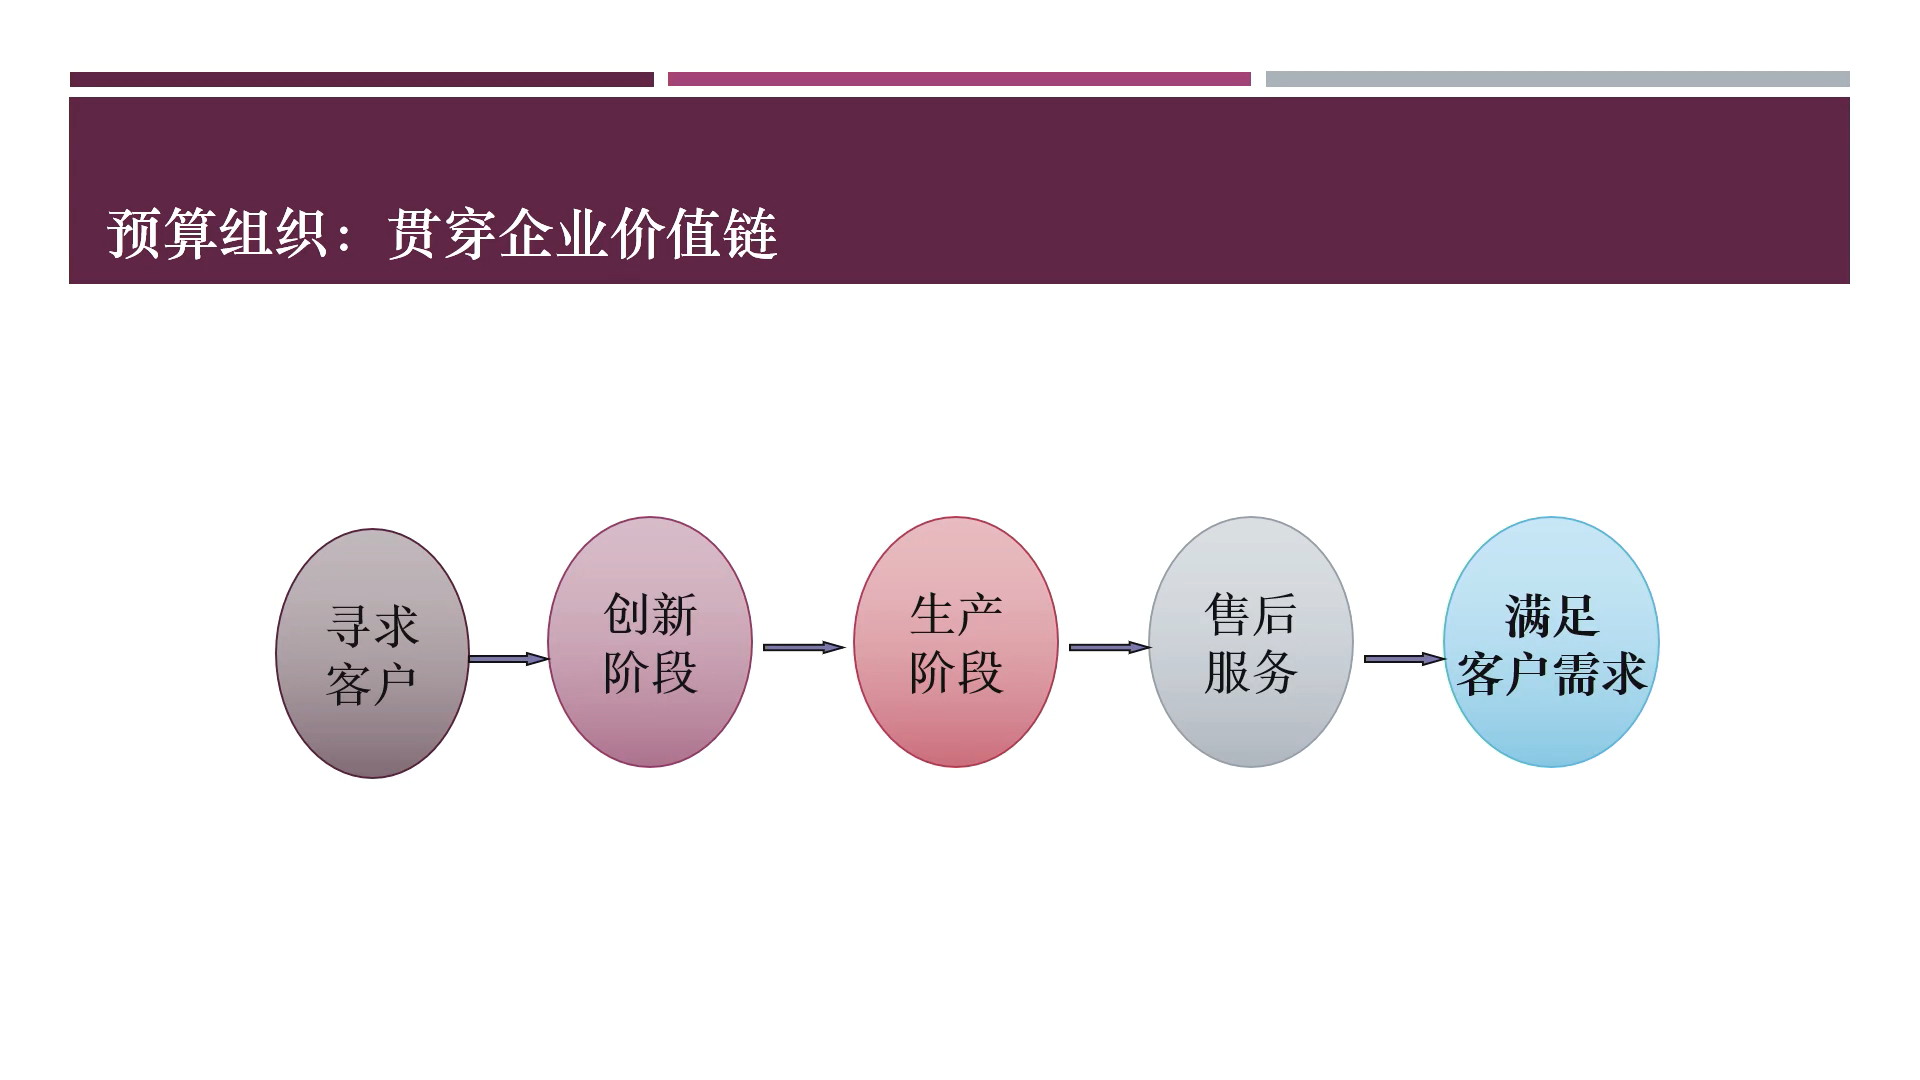 预算组织：贯穿企业价值链
寻求
客户
创新
阶段
生产
阶段
售后
服务
满足
客户需求